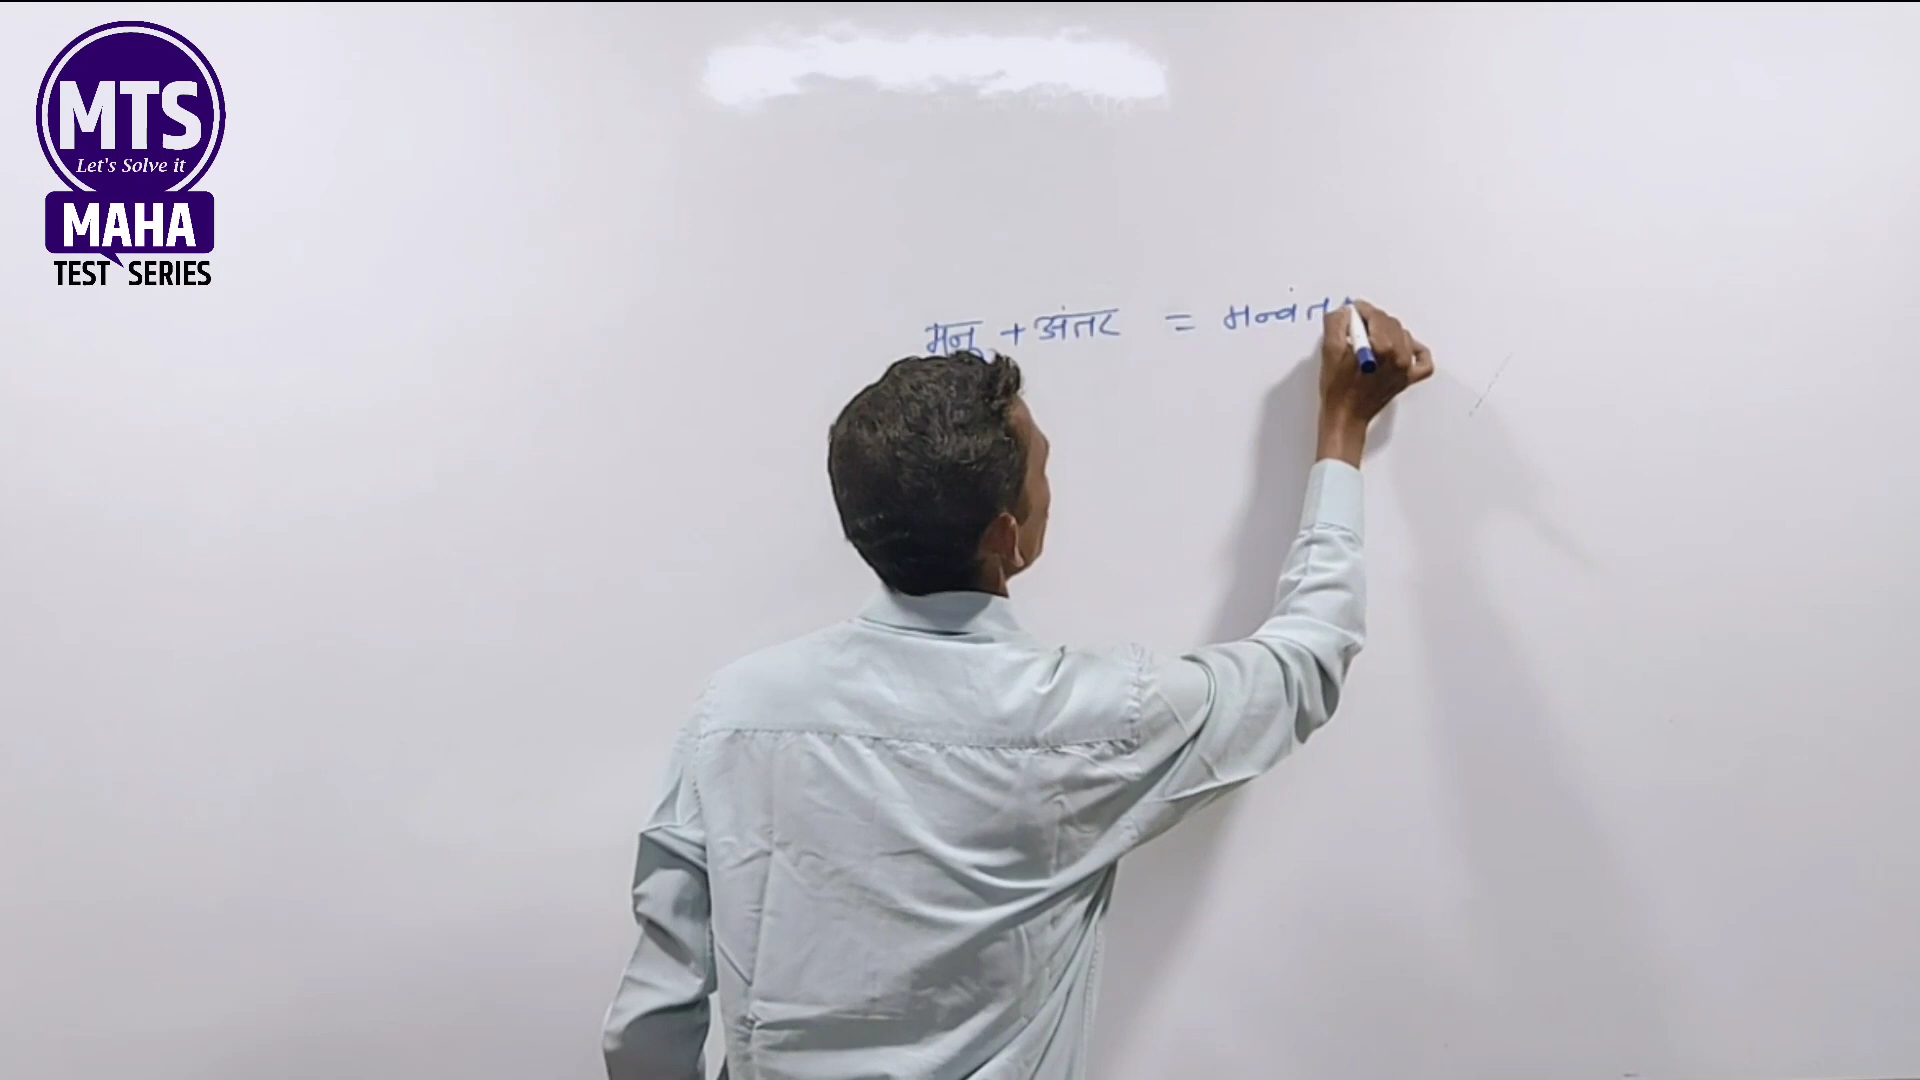 MTS
Let's Solve it
MAHA
TEST SERIES
मनू + अंतर = मन्वंत